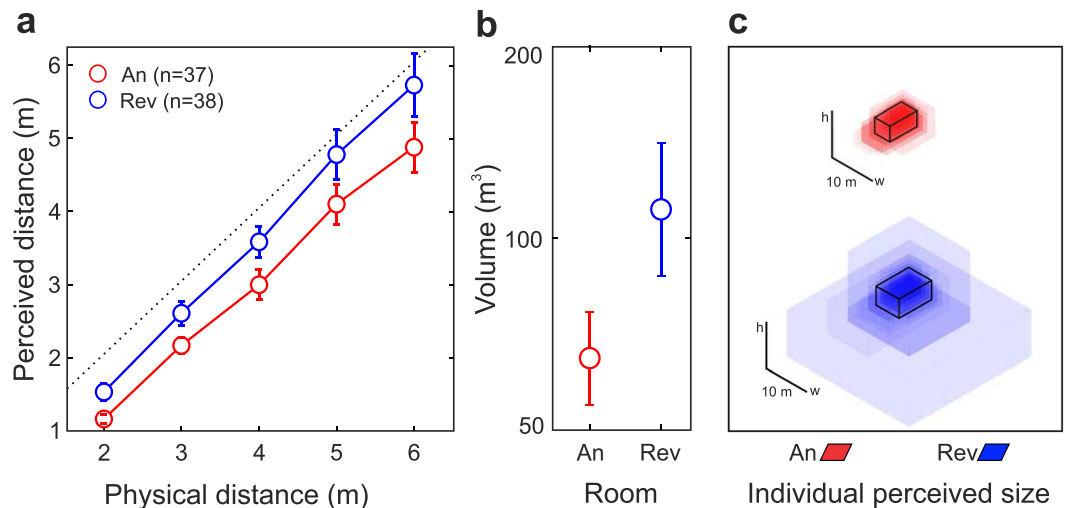 a
Perceived distance (m)
6
5
4
3
2
1
An (n=37)
Rev (n=38)
2 3 4 5 6
Physical distance (m)
b
Volume (m³)
200
100
50
An Rev
Room
c
h
10 m w
h
10 m w
An Rev
Individual perceived size